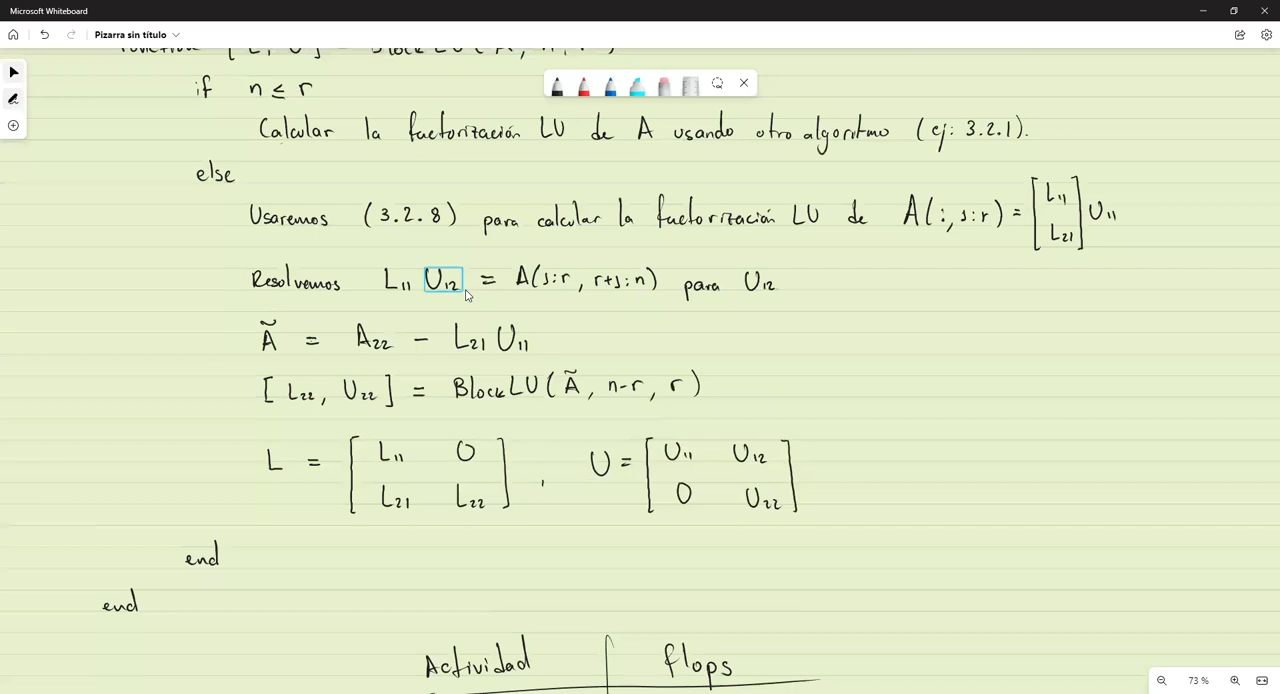 Microsoft Whiteboard
Pizarra sin título
function [L, U] = BlockLU(A, n, r)
if n ≤ r
Calcular la factorización LU de A usando otro algoritmo (ej: 3.2.1).
else
Usaremos (3.2.8) para calcular la factorización LU de A(:, 1:r) = [L11 L21] U11
Resolvemos L11 U12 = A(1:r, r+1:n) para U12
Ã = A22 - L21 U11
[L22, U22] = BlockLU(Ã, n-r, r)
L = [L11 0 L21 L22], U = [U11 U12 0 U22]
end
end
Actividad | flops
73 %